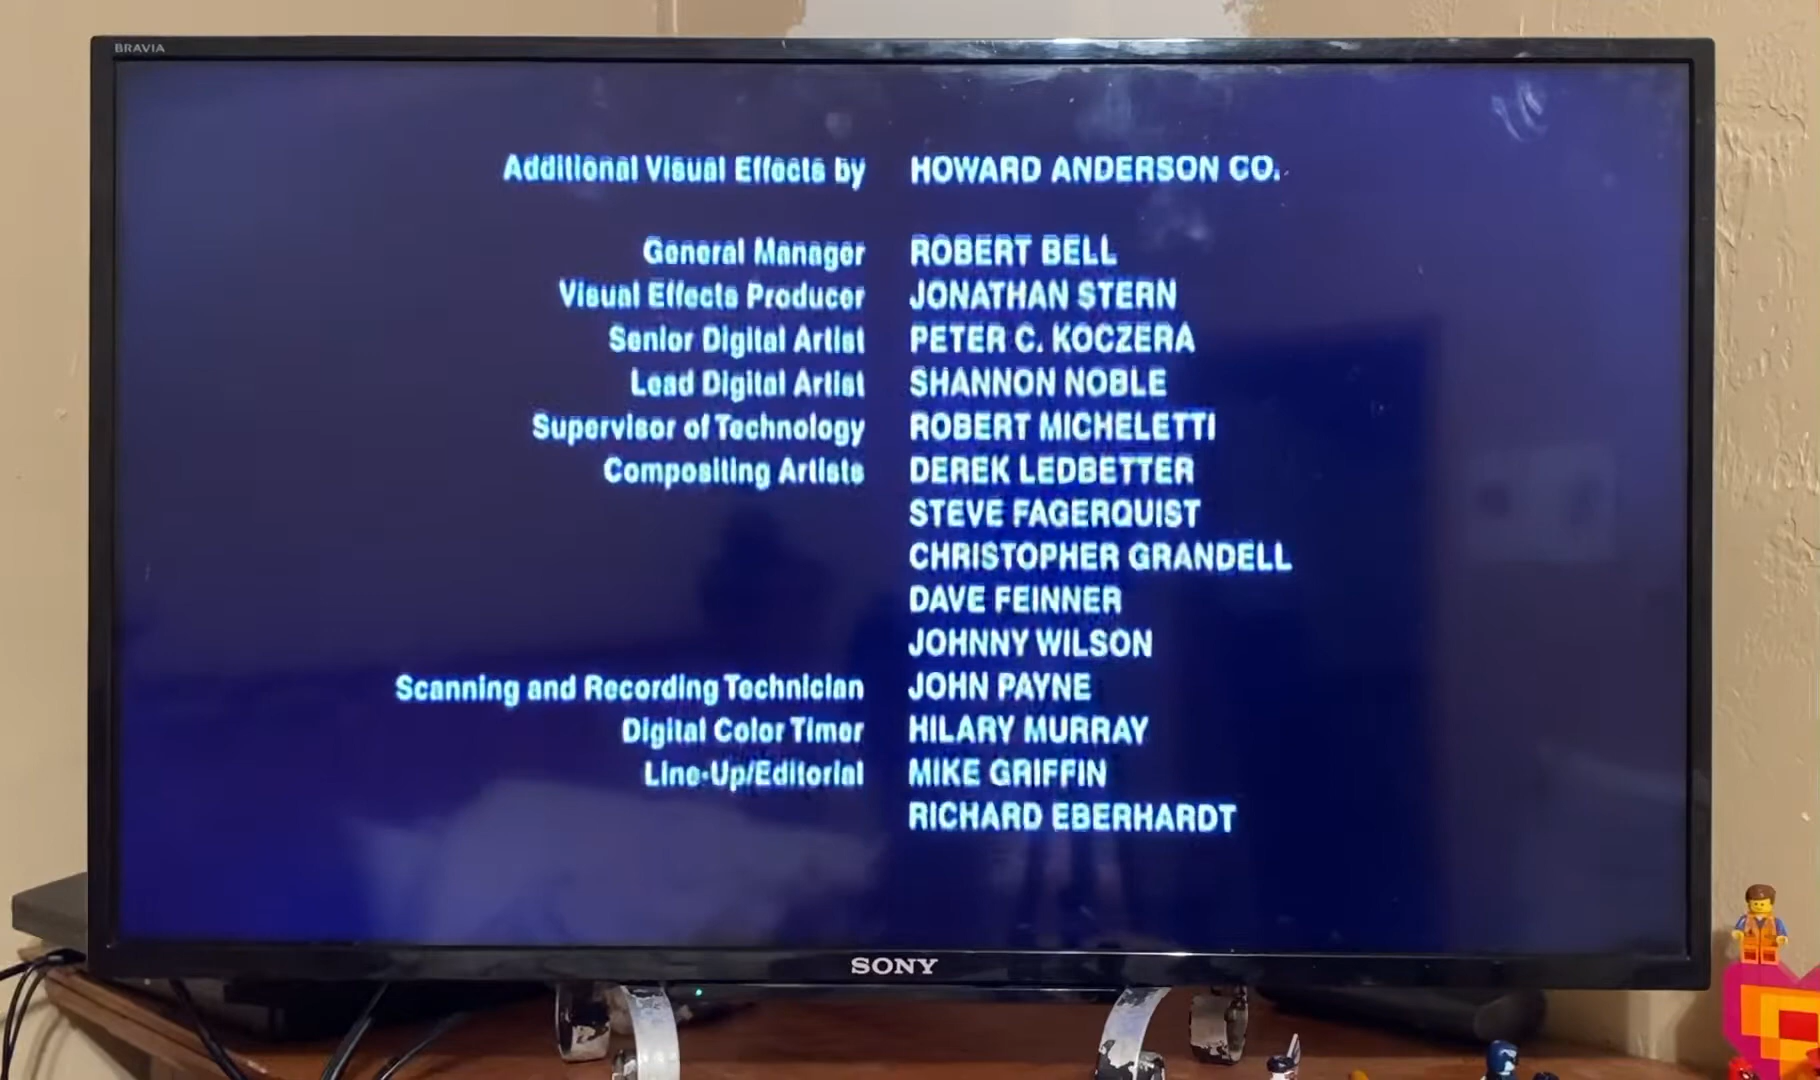 BRAVIA
Additional Visual Effects by HOWARD ANDERSON CO.
General Manager ROBERT BELL
Visual Effects Producer JONATHAN STERN
Senior Digital Artist PETER C. KOCZERA
Lead Digital Artist SHANNON NOBLE
Supervisor of Technology ROBERT MICHELETTI
Compositing Artists DEREK LEDBETTER
STEVE FAGERQUIST
CHRISTOPHER GRANDELL
DAVE FEINNER
JOHNNY WILSON
Scanning and Recording Technician JOHN PAYNE
Digital Color Timer HILARY MURRAY
Line-Up/Editorial MIKE GRIFFIN
RICHARD EBERHARDT
SONY